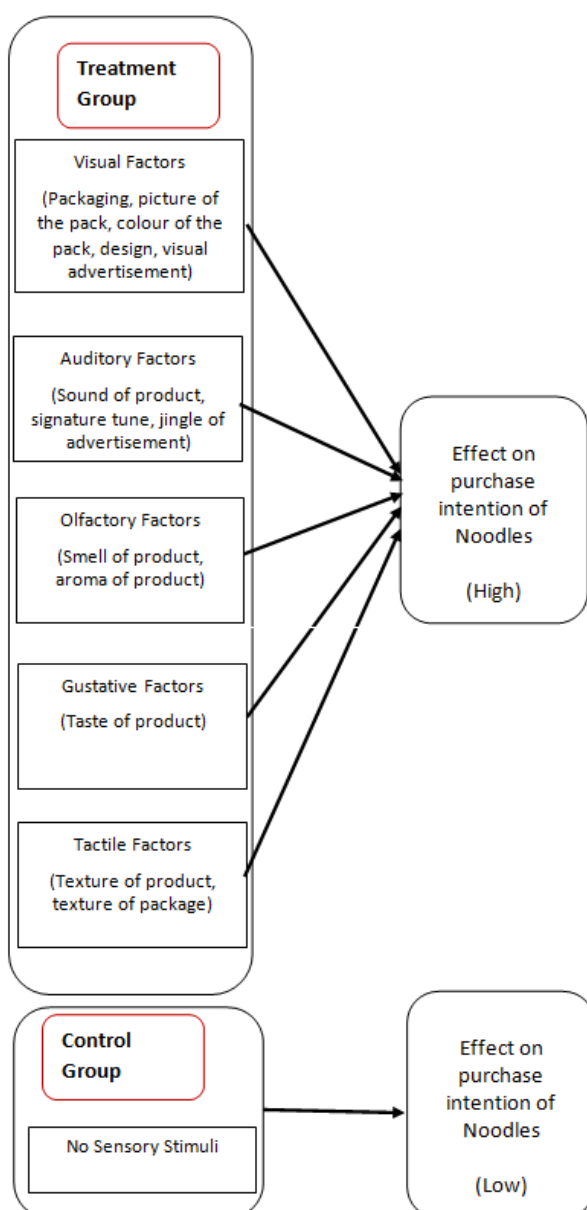 Treatment
Group
Visual Factors
(Packaging, picture of
the pack, colour of the
pack, design, visual
advertisement)
Auditory Factors
(Sound of product,
signature tune, jingle of
advertisement)
Olfactory Factors
(Smell of product,
aroma of product)
Gustative Factors
(Taste of product)
Tactile Factors
(Texture of product,
texture of package)
Effect on
purchase
intention of
Noodles
(High)
Control
Group
No Sensory Stimuli
Effect on
purchase
intention of
Noodles
(Low)